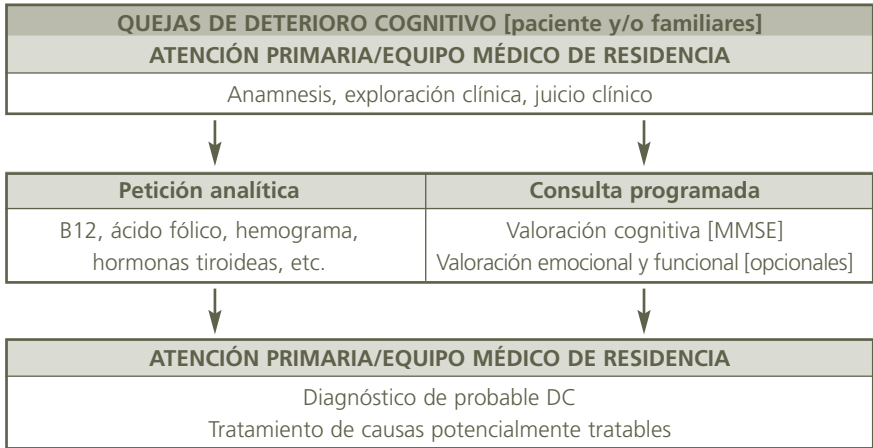 QUEJAS DE DETERIORO COGNITIVO [paciente y/o familiares]
ATENCIÓN PRIMARIA/EQUIPO MÉDICO DE RESIDENCIA
Anamnesis, exploración clínica, juicio clínico
Petición analítica
B12, ácido fólico, hemograma,
hormonas tiroideas, etc.
Consulta programada
Valoración cognitiva [MMSE]
Valoración emocional y funcional [opcionales]
ATENCIÓN PRIMARIA/EQUIPO MÉDICO DE RESIDENCIA
Diagnóstico de probable DC
Tratamiento de causas potencialmente tratables